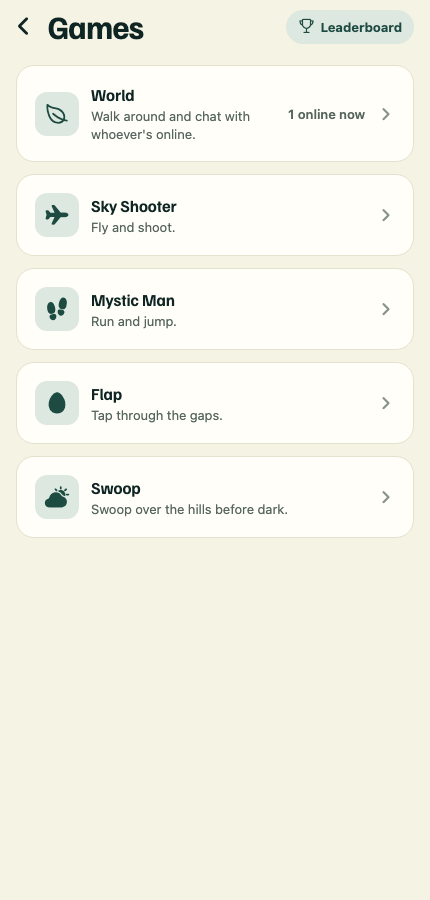 Games
Leaderboard
World
Walk around and chat with
whoever's online.
1 online now
Sky Shooter
Fly and shoot.
Mystic Man
Run and jump.
Flap
Tap through the gaps.
Swoop
Swoop over the hills before dark.